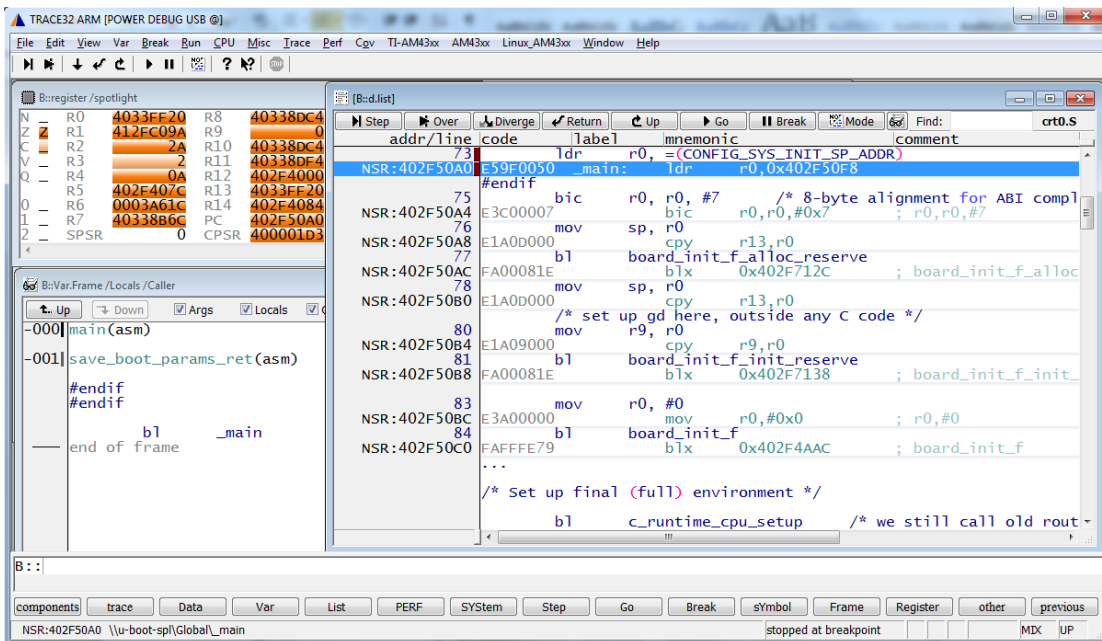 TRACE32 ARM [POWER DEBUG USB @]
File Edit View Var Break Run CPU Misc Trace Perf Cov TI-AM43xx AM43xx Linux_AM43xx Window Help
B::register /spotlight
N _ R0 4033FF20 R8 40338DC4
Z Z R1 412FC09A R9 0
C _ R2 2A R10 40338DC4
V _ R3 2 R11 40338DF4
Q _ R4 0A R12 402F4000
R5 402F407C R13 4033FF20
0 _ R6 0003A61C R14 402F4084
1 _ R7 40338B6C PC 402F50A0
2 _ SPSR 0 CPSR 400001D3
B::Var.Frame /Locals /Caller
Up Down Args Locals
-000 main(asm)
-001 save_boot_params_ret(asm)
#endif
#endif
bl _main
end of frame
[B::d.list]
Step Over Diverge Return Up Go Break Mode Find: crt0.S
addr/line code label mnemonic comment
73 ldr r0, =(CONFIG_SYS_INIT_SP_ADDR)
NSR:402F50A0 E59F0050 _main: ldr r0,0x402F50F8
#endif
75 bic r0, r0, #7 /* 8-byte alignment for ABI compl
NSR:402F50A4 E3C00007 bic r0,r0,#0x7 ; r0,r0,#7
76 mov sp, r0
NSR:402F50A8 E1A0D000 cpy r13,r0
77 bl board_init_f_alloc_reserve
NSR:402F50AC FA00081E blx 0x402F712C ; board_init_f_alloc
78 mov sp, r0
NSR:402F50B0 E1A0D000 cpy r13,r0
/* set up gd here, outside any C code */
80 mov r9, r0
NSR:402F50B4 E1A09000 cpy r9,r0
81 bl board_init_f_init_reserve
NSR:402F50B8 FA00081E blx 0x402F7138 ; board_init_f_init_
83 mov r0, #0
NSR:402F50BC E3A00000 mov r0,#0x0 ; r0,#0
84 bl board_init_f
NSR:402F50C0 FAFFFE79 blx 0x402F4AAC ; board_init_f
...
/* Set up final (full) environment */
bl c_runtime_cpu_setup /* we still call old rout
B::
components trace Data Var List PERF SYStem Step Go Break sYmbol Frame Register other previous
NSR:402F50A0 \\u-boot-spl\Global\_main stopped at breakpoint MIX UP